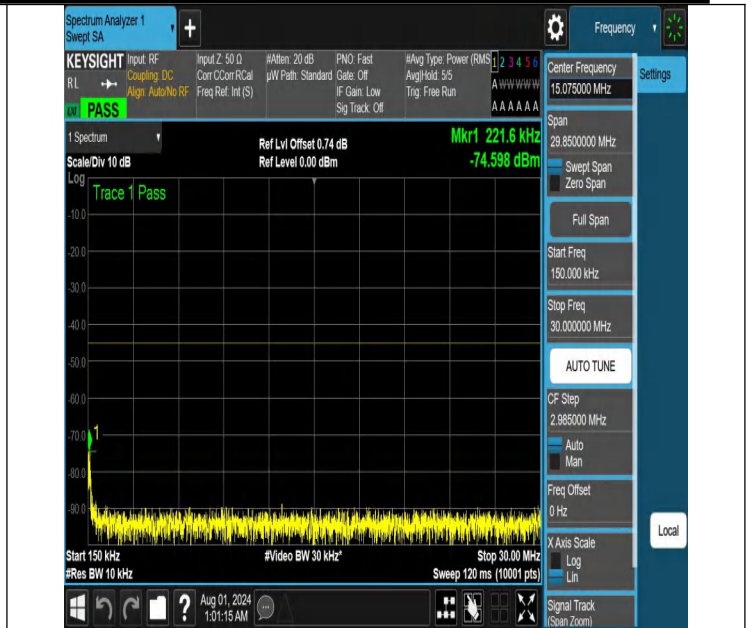 Spectrum Analyzer 1
Swept SA
+
Frequency
KEYSIGHT
RL
PASS
Input: RF
Coupling: DC
Align: Auto/No RF
Input Z: 50 Ω
Corr CCorr RCal
Freq Ref: Int (S)
#Atten: 20 dB
µW Path: Standard
PNO: Fast
Gate: Off
IF Gain: Low
Sig Track: Off
#Avg Type: Power (RMS
Avg|Hold: 5/5
Trig: Free Run
1 2 3 4 5 6
A W W W W W
A A A A A A
1 Spectrum
Scale/Div 10 dB
Ref Lvl Offset 0.74 dB
Ref Level 0.00 dBm
Mkr1 221.6 kHz
-74.598 dBm
Log
Trace 1 Pass
-10.0
-20.0
-30.0
-40.0
-50.0
-60.0
-70.0
1
-80.0
-90.0
Start 150 kHz
#Res BW 10 kHz
#Video BW 30 kHz*
Stop 30.00 MHz
Sweep 120 ms (10001 pts)
Center Frequency
15.075000 MHz
Settings
Span
29.8500000 MHz
Swept Span
Zero Span
Full Span
Start Freq
150.000 kHz
Stop Freq
30.000000 MHz
AUTO TUNE
CF Step
2.985000 MHz
Auto
Man
Freq Offset
0 Hz
Local
X Axis Scale
Log
Lin
Signal Track
(Span Zoom)
?
Aug 01, 2024
1:01:15 AM